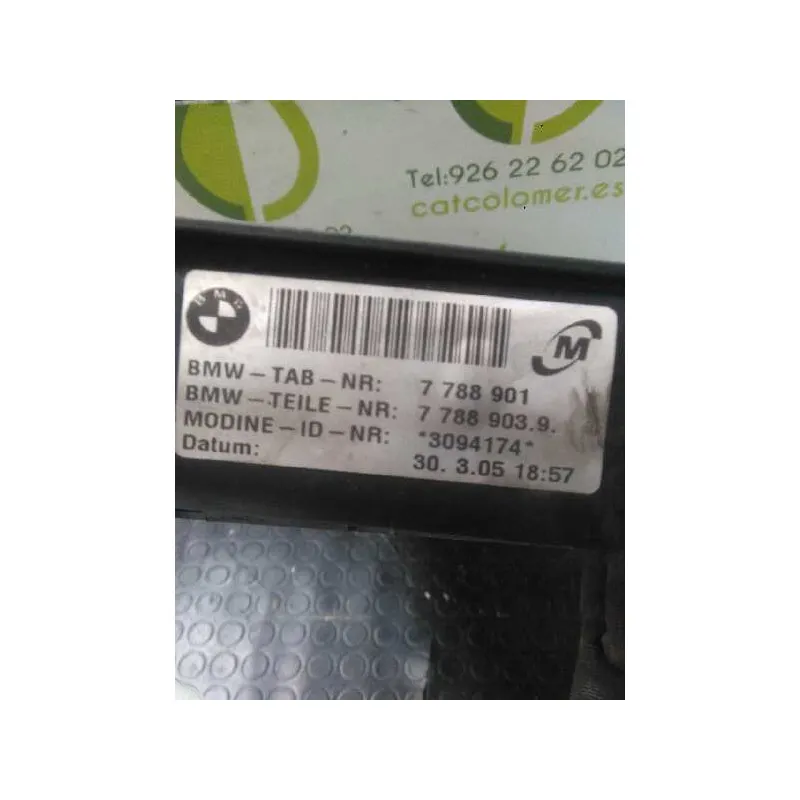 Tel:926 22 62 02
catcolomer.es
BMW
BMW-TAB-NR: 7 788 901
BMW-TEILE-NR: 7 788 903.9.
MODINE-ID-NR: *3094174*
Datum: 30. 3.05 18:57
M